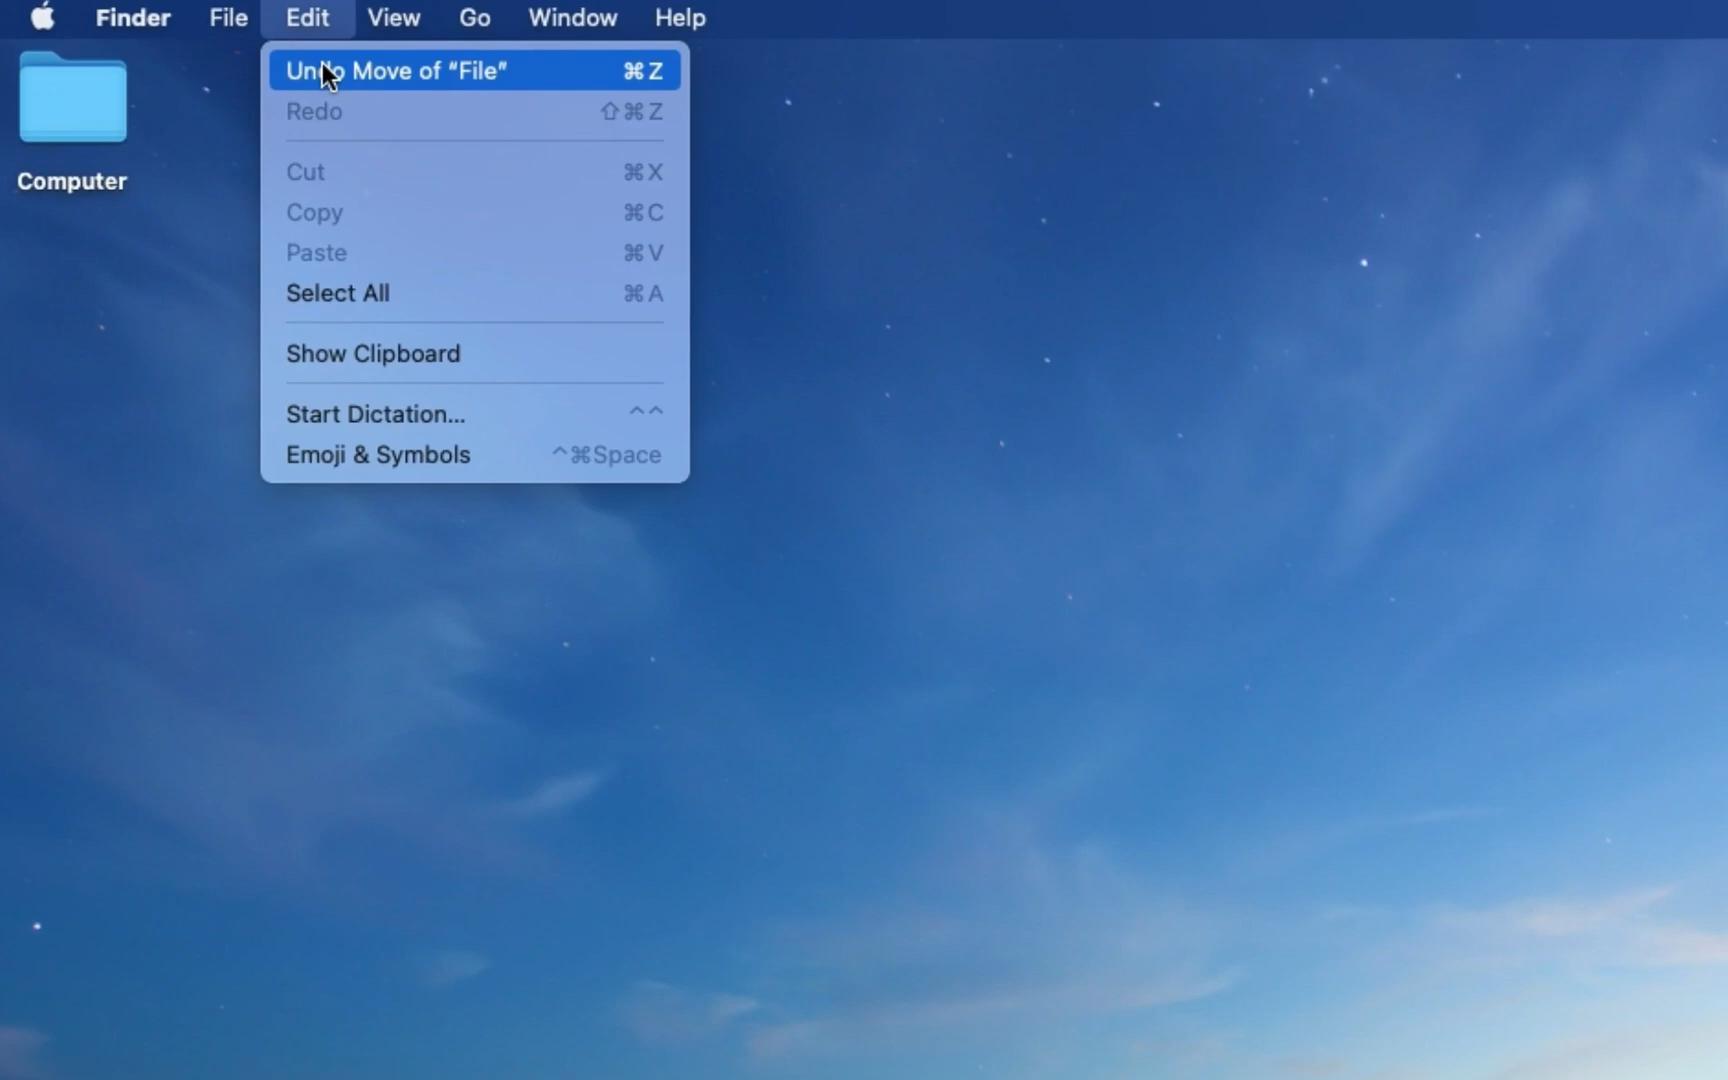 Finder File Edit View Go Window Help
Undo Move of “File” ⌘Z
Redo ⇧⌘Z
Cut ⌘X
Copy ⌘C
Paste ⌘V
Select All ⌘A
Show Clipboard
Start Dictation... ^^
Emoji & Symbols ^⌘Space
Computer